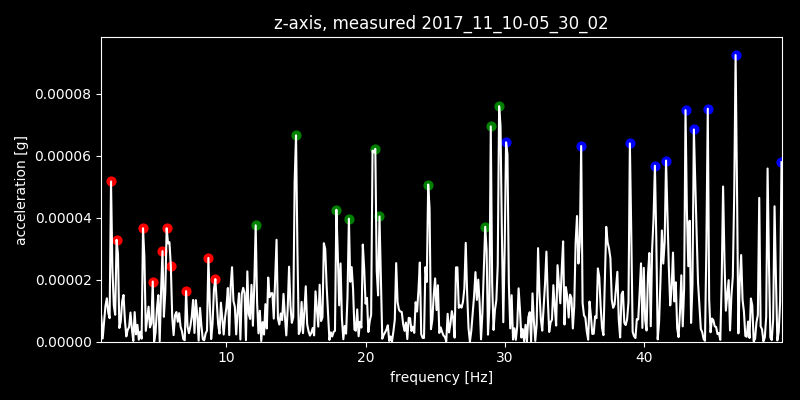 z-axis, measured 2017_11_10-05_30_02
acceleration [g]
0.00008
0.00006
0.00004
0.00002
0.00000
10 20 30 40
frequency [Hz]